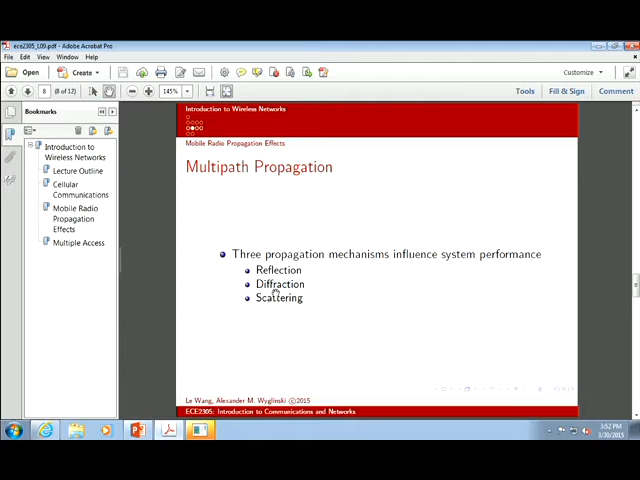 ece2305_L09.pdf - Adobe Acrobat Pro
File Edit View Window Help
Open Create Customize
8 (8 of 12) 145% Tools Fill & Sign Comment
Bookmarks
Introduction to
Wireless Networks
Lecture Outline
Cellular
Communications
Mobile Radio
Propagation
Effects
Multiple Access
Introduction to Wireless Networks
Mobile Radio Propagation Effects
Multipath Propagation
Three propagation mechanisms influence system performance
Reflection
Diffraction
Scattering
Le Wang, Alexander M. Wyglinski ©2015
ECE2305: Introduction to Communications and Networks
3:52 PM
3/30/2015